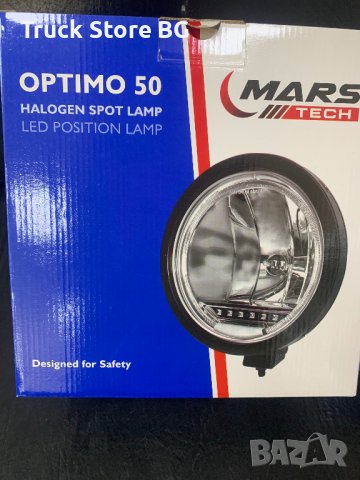 Truck Store BG
OPTIMO 50
HALOGEN SPOT LAMP
LED POSITION LAMP
MARS
TECH
Designed for Safety
BAZAR